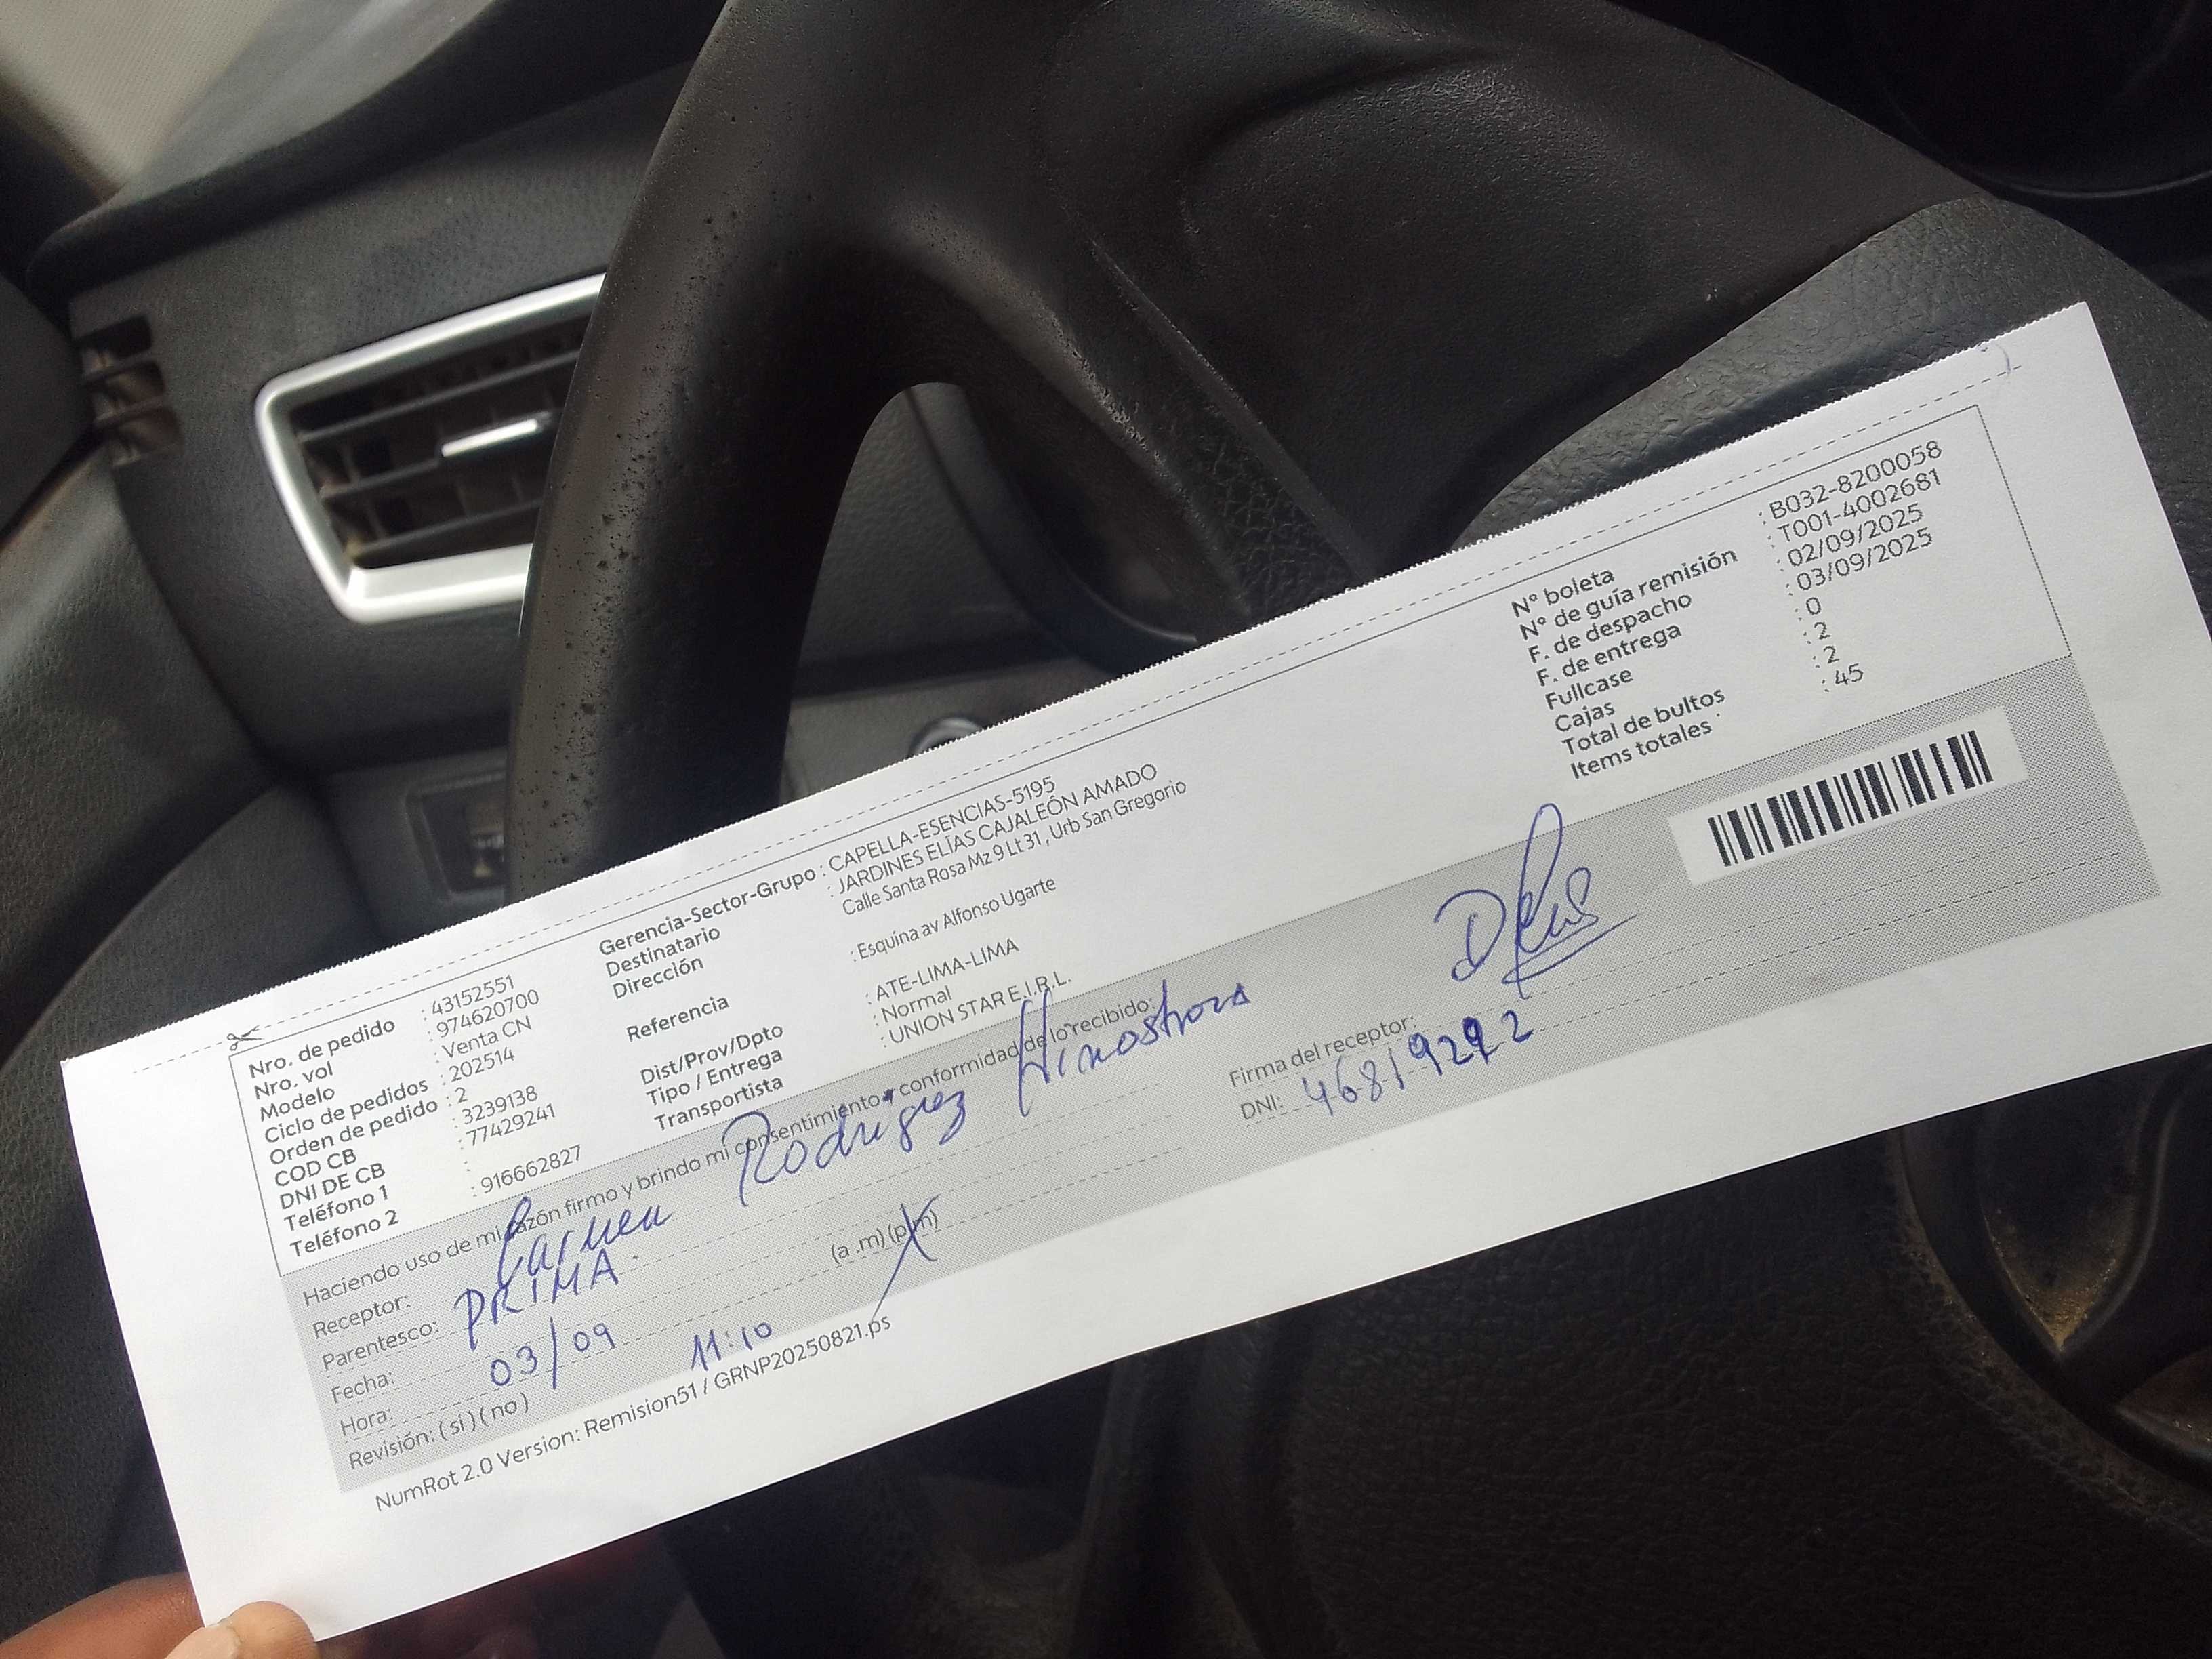 Nro. de pedido : 43152551
Nro. vol : 974620700
Modelo : Venta CN
Ciclo de pedidos : 202514
Orden de pedido : 2
COD CB : 3239138
DNI DE CB : 77429241
Teléfono 1 :
Teléfono 2 : 916662827
Gerencia-Sector-Grupo : CAPELLA-ESENCIAS-5195
Destinatario : JARDINES ELÍAS CAJALEÓN AMADO
Dirección Calle Santa Rosa Mz 9 Lt 31 , Urb San Gregorio
Referencia : Esquina av Alfonso Ugarte
Dist/Prov/Dpto : ATE-LIMA-LIMA
Tipo / Entrega : Normal
Transportista : UNION STAR E.I.R.L.
N° boleta : B032-8200058
N° de guía remisión : T001-4002681
F. de despacho : 02/09/2025
F. de entrega : 03/09/2025
Fullcase : 0
Cajas : 2
Total de bultos : 2
Items totales : 45
Haciendo uso de mi razón firmo y brindo mi consentimiento y conformidad de lo recibido:
Receptor: Carmen Rodriguez Hinostroza
Parentesco: PRIMA.
Fecha: 03/09
Hora: 11:10 (a .m) (p.m)
Revisión: ( si ) ( no )
Firma del receptor:
DNI: 46819292
NumRot 2.0 Version: Remision51 / GRNP20250821.ps